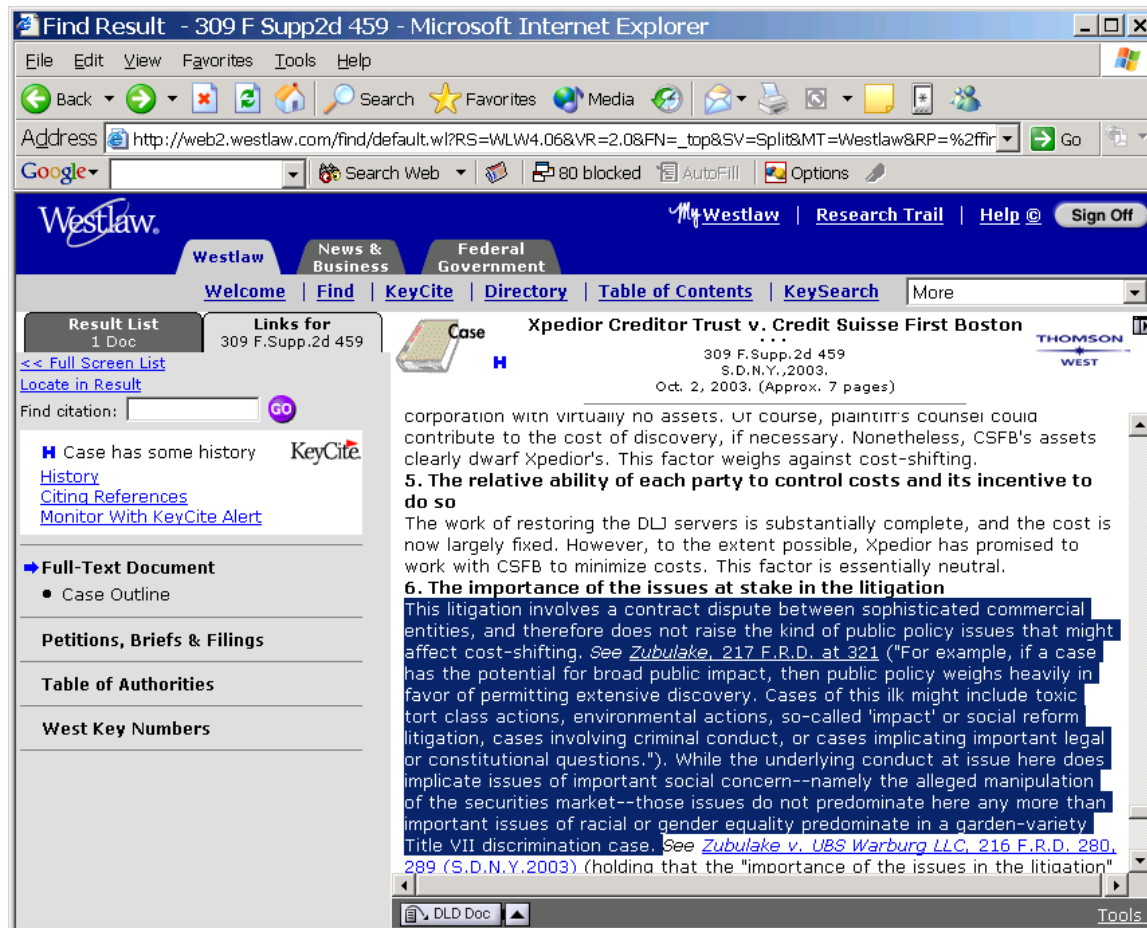 Find Result - 309 F Supp2d 459 - Microsoft Internet Explorer
File Edit View Favorites Tools Help
Back Search Favorites Media
Address http://web2.westlaw.com/find/default.wl?RS=WLW4.06&VR=2.0&FN=_top&SV=Split&MT=Westlaw&RP=%2ffir Go
Google Search Web 80 blocked AutoFill Options
Westlaw. My Westlaw | Research Trail | Help © Sign Off
Westlaw News & Business Federal Government
Welcome | Find | KeyCite | Directory | Table of Contents | KeySearch More
Result List
1 Doc
Links for
309 F.Supp.2d 459
<< Full Screen List
Locate in Result
Find citation: GO
H Case has some history KeyCite.
History
Citing References
Monitor With KeyCite Alert
Full-Text Document
• Case Outline
Petitions, Briefs & Filings
Table of Authorities
West Key Numbers
Case
H
Xpedior Creditor Trust v. Credit Suisse First Boston
...
309 F.Supp.2d 459
S.D.N.Y.,2003.
Oct. 2, 2003. (Approx. 7 pages)
THOMSON
WEST
corporation with virtually no assets. Of course, plaintiff's counsel could
contribute to the cost of discovery, if necessary. Nonetheless, CSFB's assets
clearly dwarf Xpedior's. This factor weighs against cost-shifting.
5. The relative ability of each party to control costs and its incentive to
do so
The work of restoring the DLJ servers is substantially complete, and the cost is
now largely fixed. However, to the extent possible, Xpedior has promised to
work with CSFB to minimize costs. This factor is essentially neutral.
6. The importance of the issues at stake in the litigation
This litigation involves a contract dispute between sophisticated commercial
entities, and therefore does not raise the kind of public policy issues that might
affect cost-shifting. See Zubulake, 217 F.R.D. at 321 ("For example, if a case
has the potential for broad public impact, then public policy weighs heavily in
favor of permitting extensive discovery. Cases of this ilk might include toxic
tort class actions, environmental actions, so-called 'impact' or social reform
litigation, cases involving criminal conduct, or cases implicating important legal
or constitutional questions."). While the underlying conduct at issue here does
implicate issues of important social concern--namely the alleged manipulation
of the securities market--those issues do not predominate here any more than
important issues of racial or gender equality predominate in a garden-variety
Title VII discrimination case. See Zubulake v. UBS Warburg LLC, 216 F.R.D. 280,
289 (S.D.N.Y.2003) (holding that the "importance of the issues in the litigation"
DLD Doc Tools